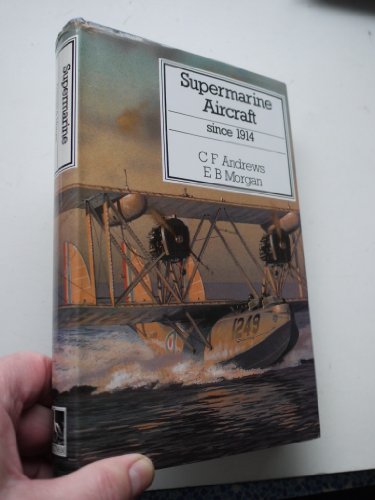 Supermarine
Aircraft
since 1914
C F Andrews
E B Morgan
Supermarine
1249